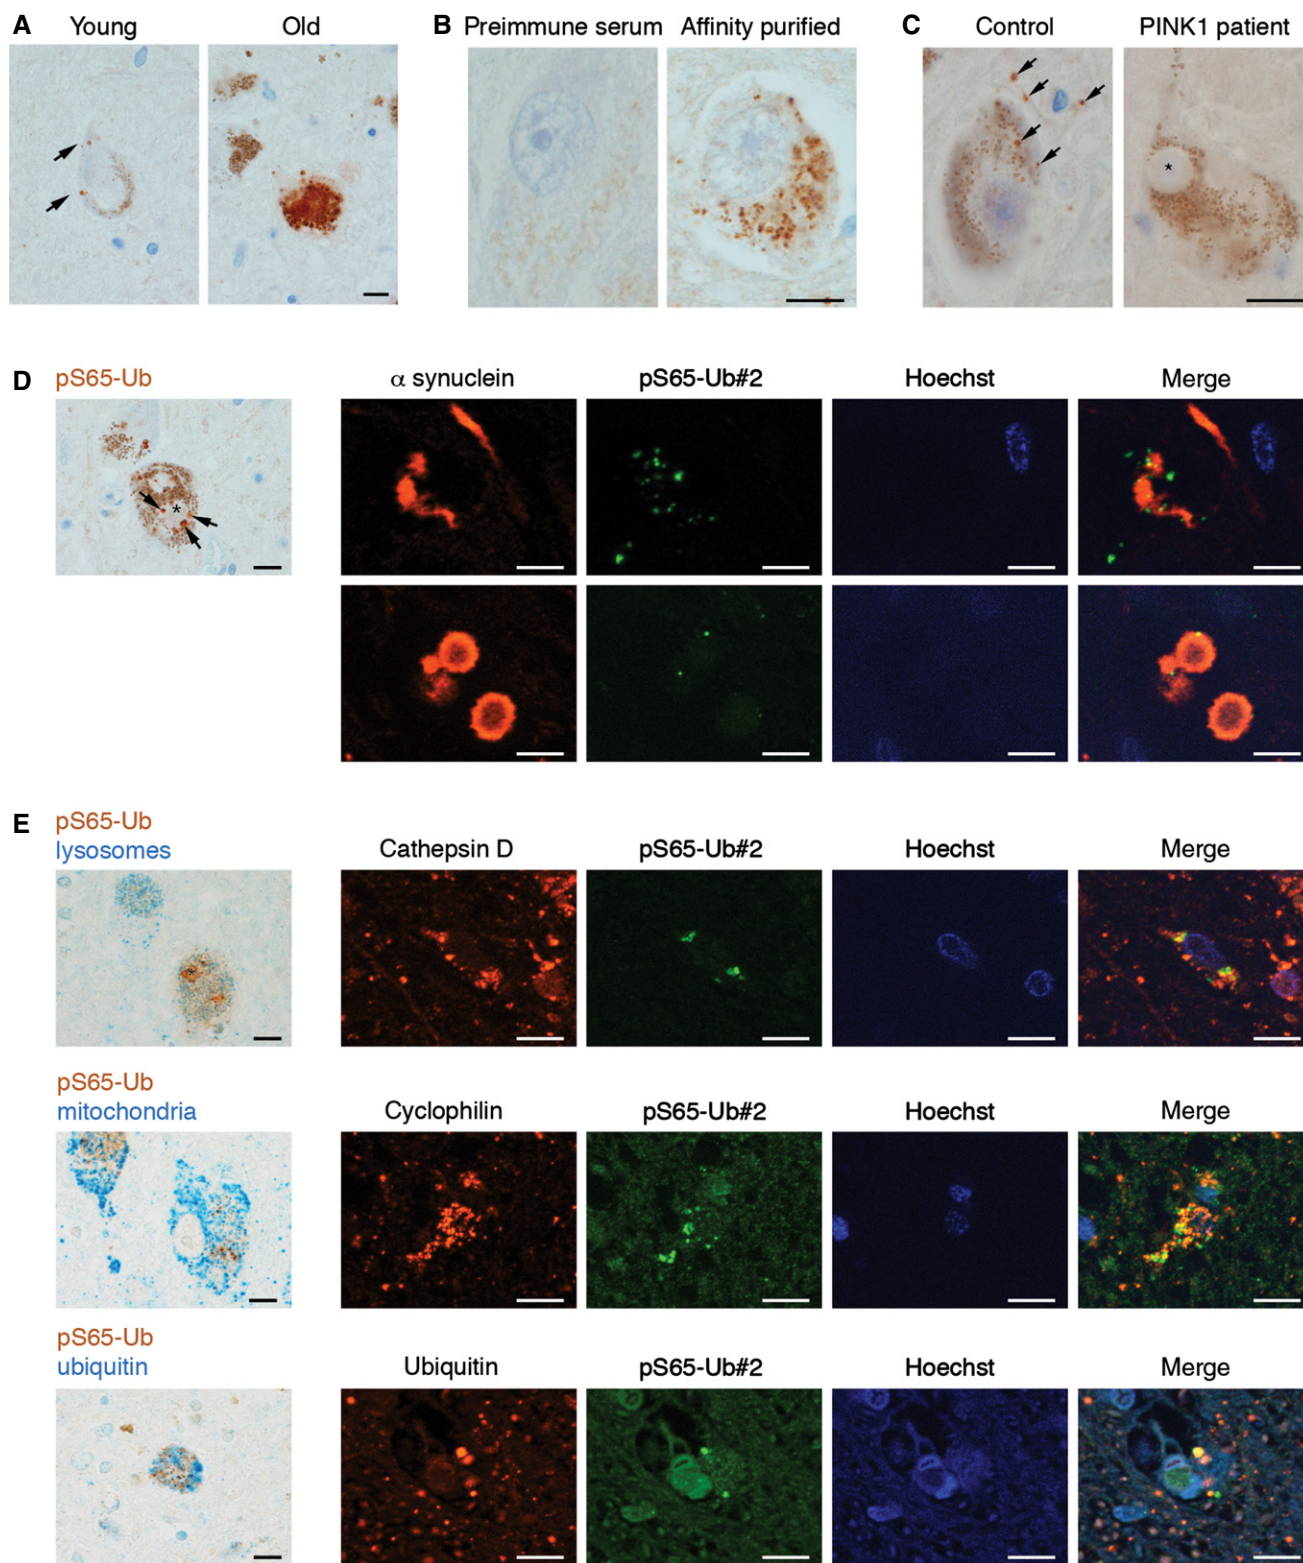 A Young Old
B Preimmune serum Affinity purified
C Control PINK1 patient
*
D pS65-Ub α synuclein pS65-Ub#2 Hoechst Merge
*
E pS65-Ub
lysosomes Cathepsin D pS65-Ub#2 Hoechst Merge
pS65-Ub
mitochondria Cyclophilin pS65-Ub#2 Hoechst Merge
pS65-Ub
ubiquitin Ubiquitin pS65-Ub#2 Hoechst Merge